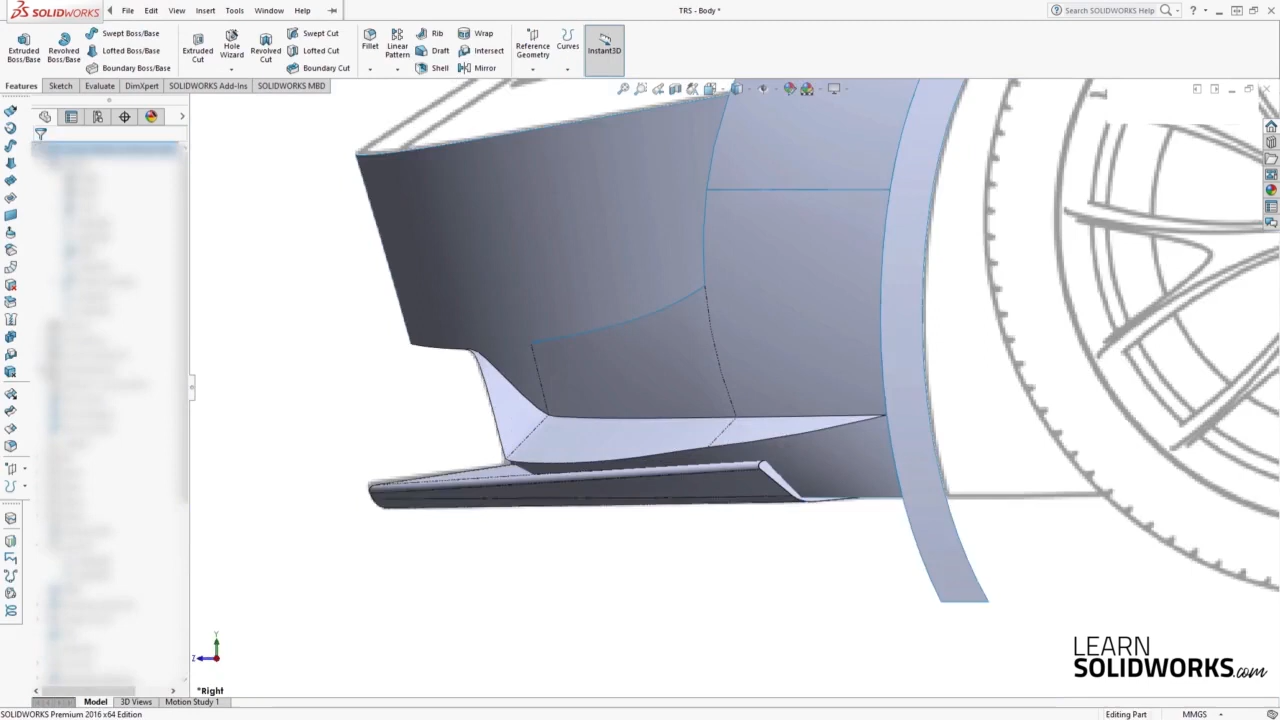 SOLIDWORKS
File Edit View Insert Tools Window Help
TRS - Body *
Search SOLIDWORKS Help
Extruded Boss/Base
Revolved Boss/Base
Swept Boss/Base
Lofted Boss/Base
Boundary Boss/Base
Extruded Cut
Hole Wizard
Revolved Cut
Swept Cut
Lofted Cut
Boundary Cut
Fillet
Linear Pattern
Rib
Draft
Shell
Wrap
Intersect
Mirror
Reference Geometry
Curves
Instant3D
Features Sketch Evaluate DimXpert SOLIDWORKS Add-Ins SOLIDWORKS MBD
Y
Z
*Right
LEARN
SOLIDWORKS.com
Model 3D Views Motion Study 1
SOLIDWORKS Premium 2016 x64 Edition
Editing Part
MMGS